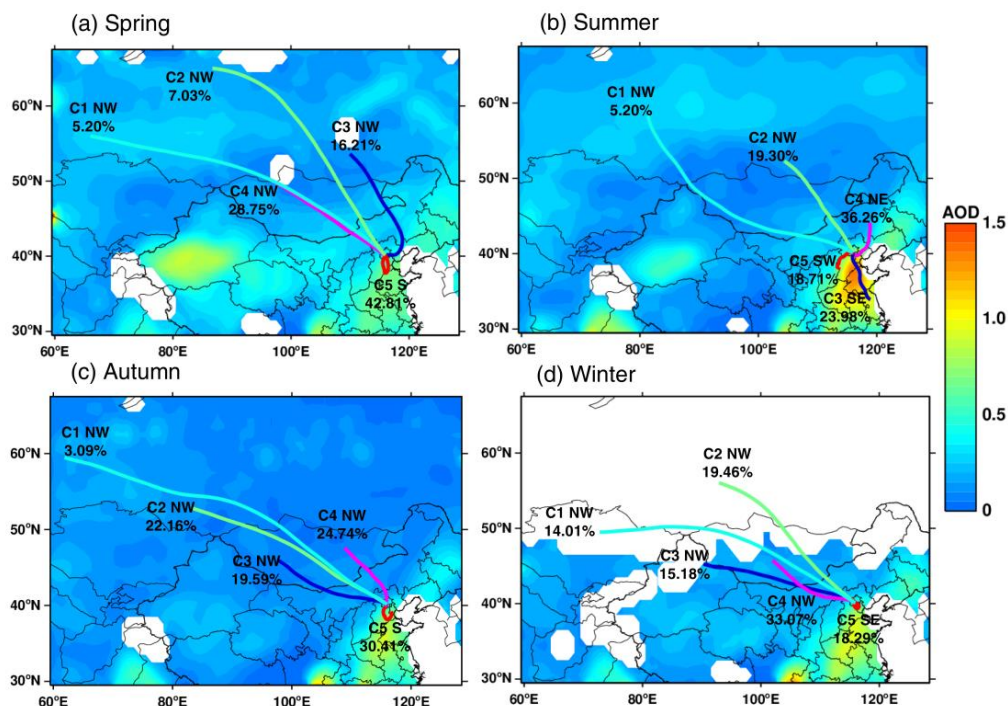 (a) Spring
C2 NW
7.03%
C1 NW
5.20%
C3 NW
16.21%
C4 NW
28.75%
C5 S
42.81%
60°N
50°N
40°N
30°N
60°E
80°E
100°E
120°E
(b) Summer
C1 NW
5.20%
C2 NW
19.30%
C4 NE
36.26%
C5 SW
18.71%
C3 SE
23.98%
60°N
50°N
40°N
30°N
60°E
80°E
100°E
120°E
AOD
1.5
1.0
0.5
0
(c) Autumn
C1 NW
3.09%
C2 NW
22.16%
C4 NW
24.74%
C3 NW
19.59%
C5 S
30.41%
60°N
50°N
40°N
30°N
60°E
80°E
100°E
120°E
(d) Winter
C2 NW
19.46%
C1 NW
14.01%
C3 NW
15.18%
C4 NW
33.07%
C5 SE
18.29%
60°N
50°N
40°N
30°N
60°E
80°E
100°E
120°E